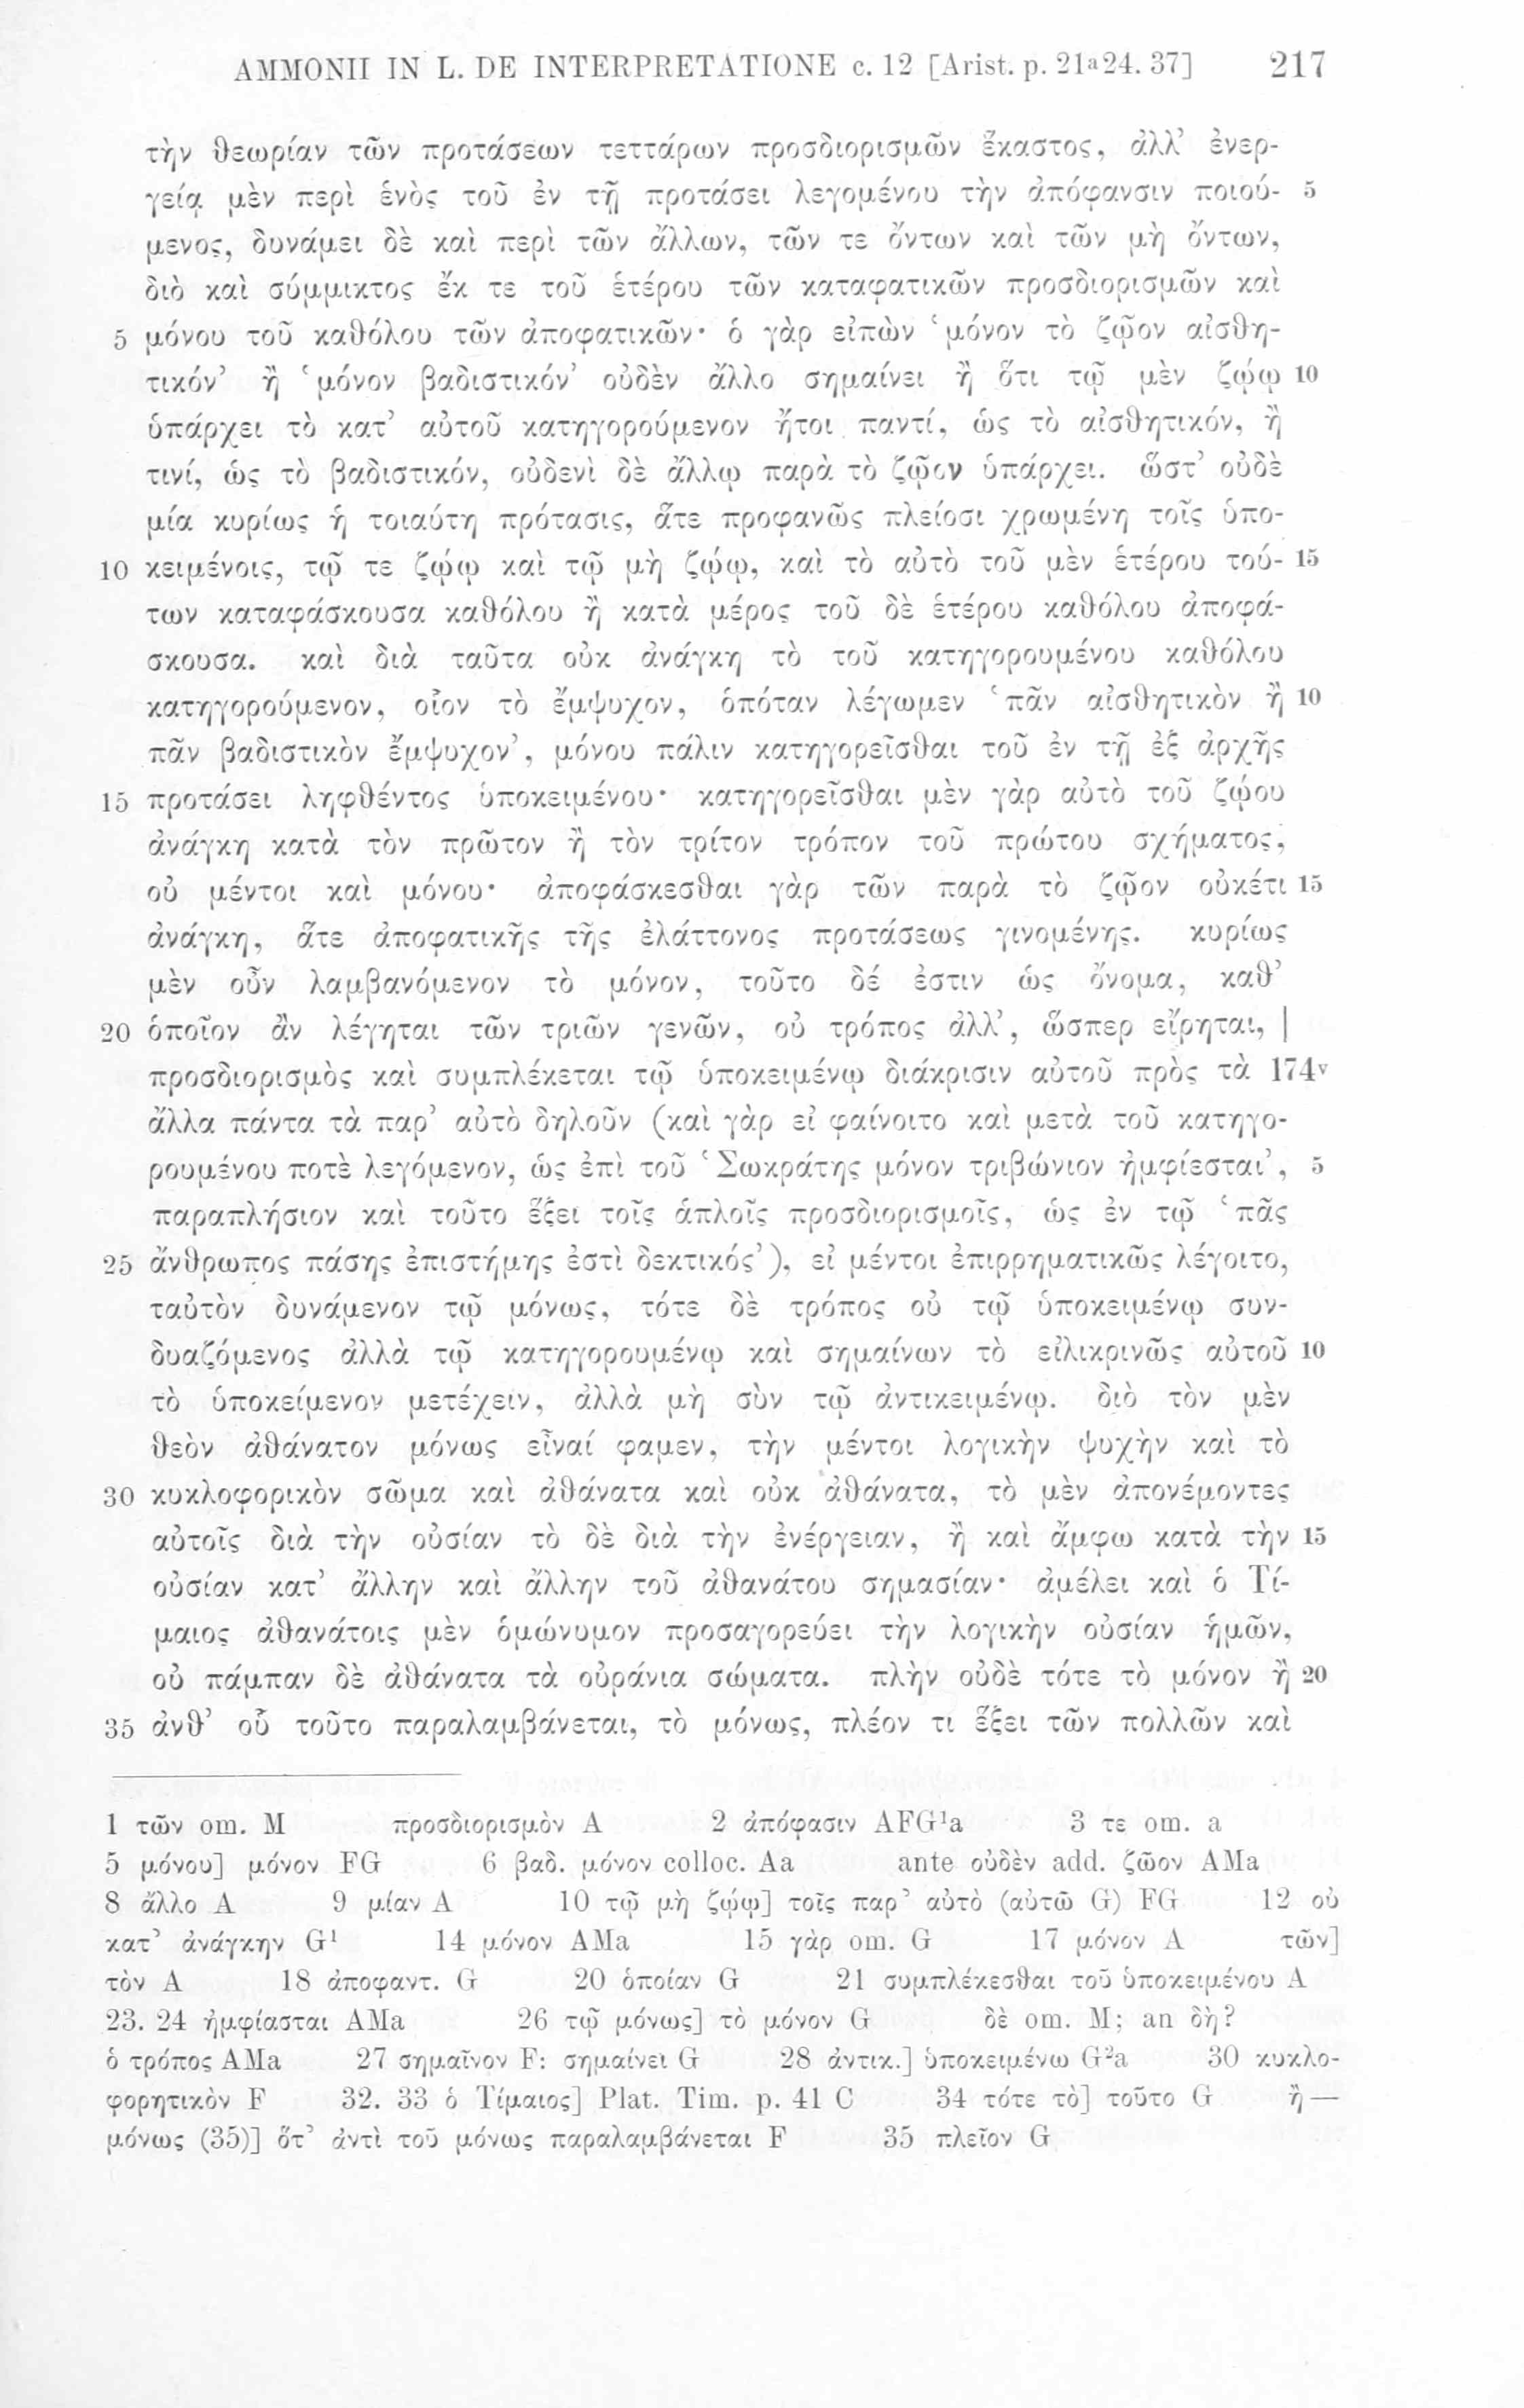 AMMONII IN L. DE INTERPRETATIONE c. 12 [Arist. p. 21a24. 37] 217
τὴν θεωρίαν τῶν προτάσεων τεττάρων προσδιορισμῶν ἕκαστος, ἀλλ’ ἐνερ-
γείᾳ μὲν περὶ ἑνὸς τοῦ ἐν τῇ προτάσει λεγομένου τὴν ἀπόφανσιν ποιού- 5
μενος, δυνάμει δὲ καὶ περὶ τῶν ἄλλων, τῶν τε ὄντων καὶ τῶν μὴ ὄντων,
διὸ καὶ σύμμικτος ἔκ τε τοῦ ἑτέρου τῶν καταφατικῶν προσδιορισμῶν καὶ
5 μόνου τοῦ καθόλου τῶν ἀποφατικῶν· ὁ γὰρ εἰπὼν ‘μόνον τὸ ζῷον αἰσθη-
τικόν’ ἢ ‘μόνον βαδιστικόν’ οὐδὲν ἄλλο σημαίνει ἢ ὅτι τῷ μὲν ζῴῳ 10
ὑπάρχει τὸ κατ’ αὐτοῦ κατηγορούμενον ἤτοι παντί, ὡς τὸ αἰσθητικόν, ἢ
τινί, ὡς τὸ βαδιστικόν, οὐδενὶ δὲ ἄλλῳ παρὰ τὸ ζῷον ὑπάρχει. ὥστ’ οὐδὲ
μία κυρίως ἡ τοιαύτη πρότασις, ἅτε προφανῶς πλείοσι χρωμένη τοῖς ὑπο-
10 κειμένοις, τῷ τε ζῴῳ καὶ τῷ μὴ ζῴῳ, καὶ τὸ αὐτὸ τοῦ μὲν ἑτέρου τού- 15
των καταφάσκουσα καθόλου ἢ κατὰ μέρος τοῦ δὲ ἑτέρου καθόλου ἀποφά-
σκουσα. καὶ διὰ ταῦτα οὐκ ἀνάγκη τὸ τοῦ κατηγορουμένου καθόλου
κατηγορούμενον, οἷον τὸ ἔμψυχον, ὁπόταν λέγωμεν ‘πᾶν αἰσθητικὸν ἢ 10
πᾶν βαδιστικὸν ἔμψυχον’, μόνου πάλιν κατηγορεῖσθαι τοῦ ἐν τῇ ἐξ ἀρχῆς
15 προτάσει ληφθέντος ὑποκειμένου· κατηγορεῖσθαι μὲν γὰρ αὐτὸ τοῦ ζῴου
ἀνάγκη κατὰ τὸν πρῶτον ἢ τὸν τρίτον τρόπον τοῦ πρώτου σχήματος,
οὐ μέντοι καὶ μόνου· ἀποφάσκεσθαι γὰρ τῶν παρὰ τὸ ζῷον οὐκέτι 15
ἀνάγκη, ἅτε ἀποφατικῆς τῆς ἐλάττονος προτάσεως γινομένης. κυρίως
μὲν οὖν λαμβανόμενον τὸ μόνον, τοῦτο δέ ἐστιν ὡς ὄνομα, καθ’
20 ὁποῖον ἂν λέγηται τῶν τριῶν γενῶν, οὐ τρόπος ἀλλ’, ὥσπερ εἴρηται, |
προσδιορισμὸς καὶ συμπλέκεται τῷ ὑποκειμένῳ διάκρισιν αὐτοῦ πρὸς τὰ 174v
ἄλλα πάντα τὰ παρ’ αὐτὸ δηλοῦν (καὶ γὰρ εἰ φαίνοιτο καὶ μετὰ τοῦ κατηγο-
ρουμένου ποτὲ λεγόμενον, ὡς ἐπὶ τοῦ ‘Σωκράτης μόνον τριβώνιον ἠμφίεσται’, 5
παραπλήσιον καὶ τοῦτο ἕξει τοῖς ἁπλοῖς προσδιορισμοῖς, ὡς ἐν τῷ ‘πᾶς
25 ἄνθρωπος πάσης ἐπιστήμης ἐστὶ δεκτικός’), εἰ μέντοι ἐπιρρηματικῶς λέγοιτο,
ταὐτὸν δυνάμενον τῷ μόνως, τότε δὲ τρόπος οὐ τῷ ὑποκειμένῳ συν-
δυαζόμενος ἀλλὰ τῷ κατηγορουμένῳ καὶ σημαίνων τὸ εἰλικρινῶς αὐτοῦ 10
τὸ ὑποκείμενον μετέχειν, ἀλλὰ μὴ σὺν τῷ ἀντικειμένῳ. διὸ τὸν μὲν
θεὸν ἀθάνατον μόνως εἶναί φαμεν, τὴν μέντοι λογικὴν ψυχὴν καὶ τὸ
30 κυκλοφορικὸν σῶμα καὶ ἀθάνατα καὶ οὐκ ἀθάνατα, τὸ μὲν ἀπονέμοντες
αὐτοῖς διὰ τὴν οὐσίαν τὸ δὲ διὰ τὴν ἐνέργειαν, ἢ καὶ ἄμφω κατὰ τὴν 15
οὐσίαν κατ’ ἄλλην καὶ ἄλλην τοῦ ἀθανάτου σημασίαν· ἀμέλει καὶ ὁ Τί-
μαιος ἀθανάτοις μὲν ὁμώνυμον προσαγορεύει τὴν λογικὴν οὐσίαν ἡμῶν,
οὐ πάμπαν δὲ ἀθάνατα τὰ οὐράνια σώματα. πλὴν οὐδὲ τότε τὸ μόνον ἢ 20
35 ἀνθ’ οὗ τοῦτο παραλαμβάνεται, τὸ μόνως, πλέον τι ἕξει τῶν πολλῶν καὶ
1 τῶν om. M προσδιορισμὸν A 2 ἀπόφασιν AFG¹a 3 τε om. a
5 μόνου] μόνον FG 6 βαδ. μόνον colloc. Aa ante οὐδὲν add. ζῶον AMa
8 ἄλλο A 9 μίαν A 10 τῷ μὴ ζῴῳ] τοῖς παρ’ αὐτὸ (αὐτῶ G) FG 12 οὐ
κατ’ ἀνάγκην G¹ 14 μόνον AMa 15 γὰρ om. G 17 μόνον A τῶν]
τὸν A 18 ἀποφαντ. G 20 ὁποίαν G 21 συμπλέκεσθαι τοῦ ὑποκειμένου A
23. 24 ἠμφίασται AMa 26 τῷ μόνως] τὸ μόνον G δὲ om. M; an δὴ?
ὁ τρόπος AMa 27 σημαῖνον F: σημαίνει G 28 ἀντικ.] ὑποκειμένω G²a 30 κυκλο-
φορητικὸν F 32. 33 ὁ Τίμαιος] Plat. Tim. p. 41 C 34 τότε τὸ] τοῦτο G ἢ —
μόνως (35)] ὅτ’ ἀντὶ τοῦ μόνως παραλαμβάνεται F 35 πλεῖον G